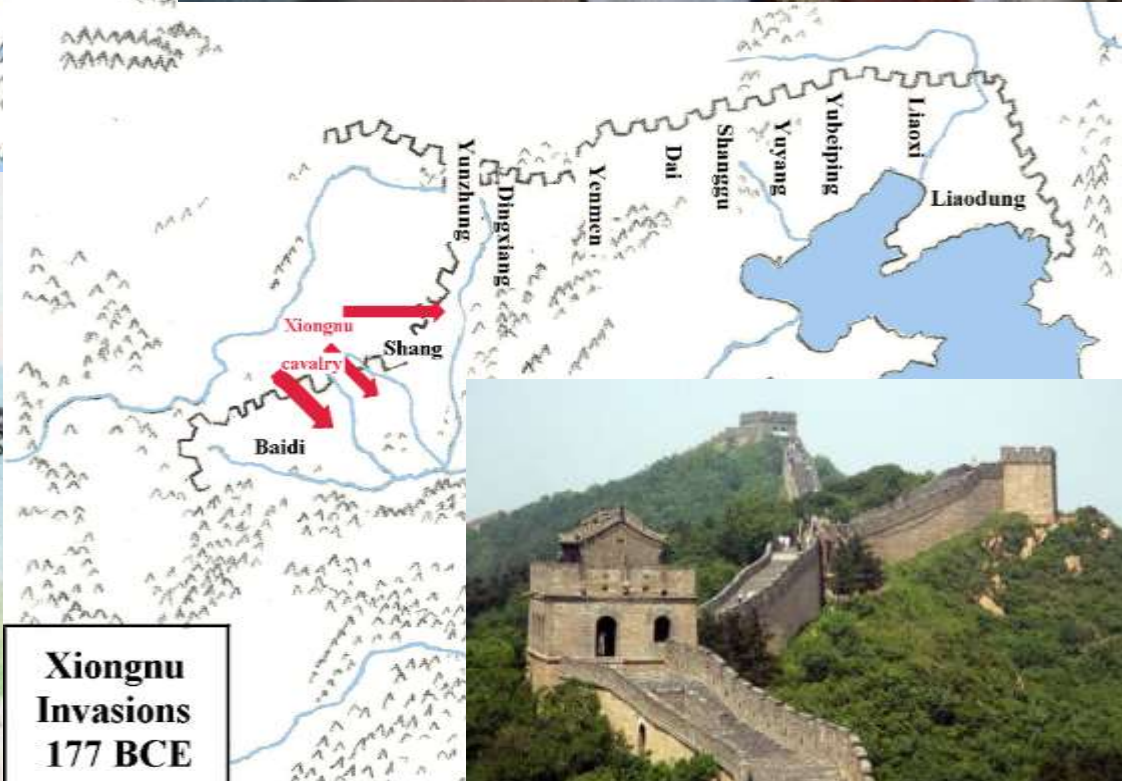 Yunzhung
Dingxiang
Yenmen
Dai
Shanggu
Yuyang
Yubeiping
Liaoxi
Liaodung
Xiongnu
cavalry
Shang
Baidi
Xiongnu
Invasions
177 BCE